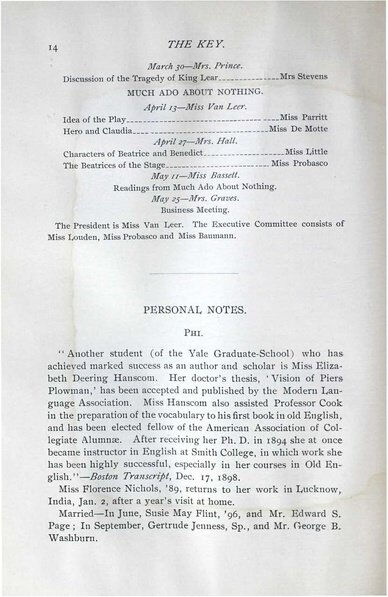 14 THE KEY.
March 30—Mrs. Prince.
Discussion of the Tragedy of King Lear---------------Mrs Stevens
MUCH ADO ABOUT NOTHING.
April 13—Miss Van Leer.
Idea of the Play------------------------------------Miss Parritt
Hero and Claudia---------------------------------Miss De Motte
April 27—Mrs. Hall.
Characters of Beatrice and Benedict--------------------Miss Little
The Beatrices of the Stage--------------------------Miss Probasco
May 11—Miss Bassett.
Readings from Much Ado About Nothing.
May 25—Mrs. Graves.
Business Meeting.
The President is Miss Van Leer. The Executive Committee consists of
Miss Louden, Miss Probasco and Miss Baumann.
PERSONAL NOTES.
PHI.
"Another student (of the Yale Graduate-School) who has
achieved marked success as an author and scholar is Miss Eliza-
beth Deering Hanscom. Her doctor's thesis, 'Vision of Piers
Plowman,' has been accepted and published by the Modern Lan-
guage Association. Miss Hanscom also assisted Professor Cook
in the preparation of the vocabulary to his first book in old English,
and has been elected fellow of the American Association of Col-
legiate Alumnæ. After receiving her Ph. D. in 1894 she at once
became instructor in English at Smith College, in which work she
has been highly successful, especially in her courses in Old En-
glish."—Boston Transcript, Dec. 17, 1898.
Miss Florence Nichols, '89, returns to her work in Lucknow,
India, Jan. 2, after a year's visit at home.
Married—In June, Susie May Flint, '96, and Mr. Edward S.
Page; In September, Gertrude Jenness, Sp., and Mr. George B.
Washburn.